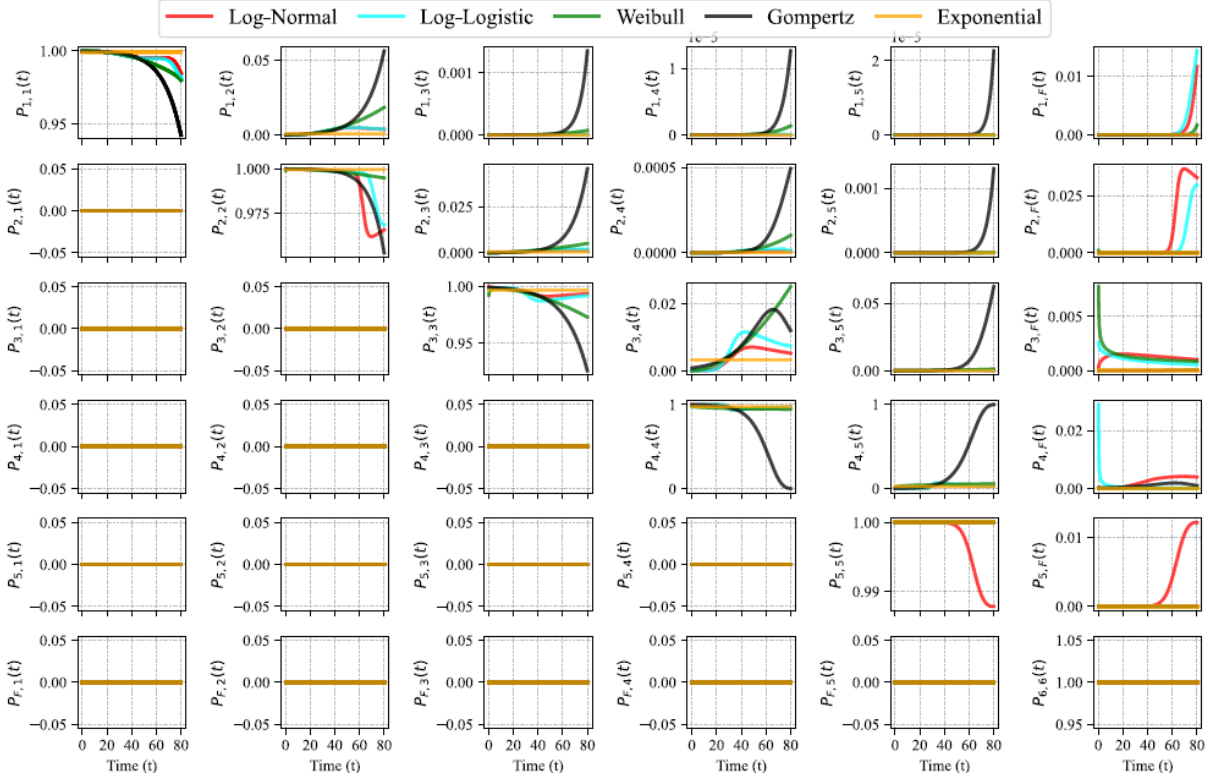 Log-Normal Log-Logistic Weibull Gompertz Exponential
1e−5 1e−5
P1,1(t) 1.00 0.95
P1,2(t) 0.05 0.00
P1,3(t) 0.001 0.000
P1,4(t) 1 0
P1,5(t) 2 0
P1,F(t) 0.01 0.00
P2,1(t) 0.05 0.00 −0.05
P2,2(t) 1.000 0.975
P2,3(t) 0.025 0.000
P2,4(t) 0.0005 0.0000
P2,5(t) 0.001 0.000
P2,F(t) 0.025 0.000
P3,1(t) 0.05 0.00 −0.05
P3,2(t) 0.05 0.00 −0.05
P3,3(t) 1.00 0.95
P3,4(t) 0.02 0.00
P3,5(t) 0.05 0.00
P3,F(t) 0.005 0.000
P4,1(t) 0.05 0.00 −0.05
P4,2(t) 0.05 0.00 −0.05
P4,3(t) 0.05 0.00 −0.05
P4,4(t) 1 0
P4,5(t) 1 0
P4,F(t) 0.02 0.00
P5,1(t) 0.05 0.00 −0.05
P5,2(t) 0.05 0.00 −0.05
P5,3(t) 0.05 0.00 −0.05
P5,4(t) 0.05 0.00 −0.05
P5,5(t) 1.00 0.99
P5,F(t) 0.01 0.00
PF,1(t) 0.05 0.00 −0.05
PF,2(t) 0.05 0.00 −0.05
PF,3(t) 0.05 0.00 −0.05
PF,4(t) 0.05 0.00 −0.05
PF,5(t) 0.05 0.00 −0.05
P6,6(t) 1.05 1.00 0.95
0 20 40 60 80 0 20 40 60 80 0 20 40 60 80 0 20 40 60 80 0 20 40 60 80 0 20 40 60 80
Time (t) Time (t) Time (t) Time (t) Time (t) Time (t)